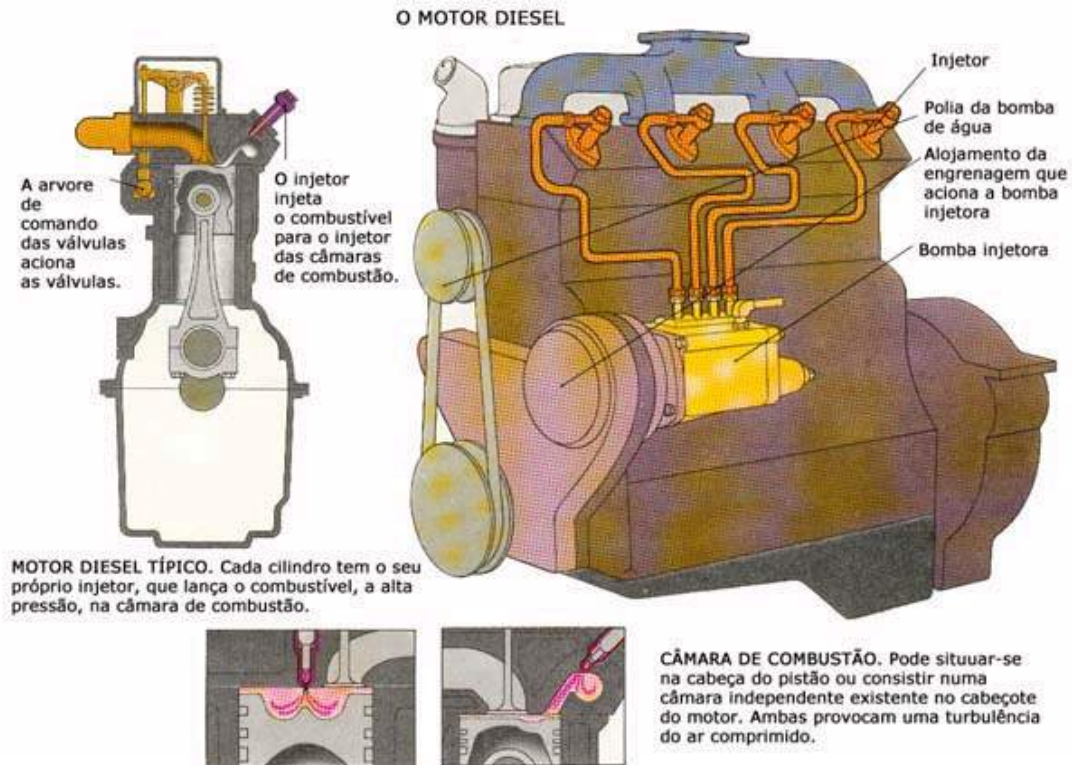 O MOTOR DIESEL
A arvore
de
comando
das válvulas
aciona
as válvulas.
O injetor
injeta
o combustível
para o injetor
das câmaras
de combustão.
Injetor
Polia da bomba
de água
Alojamento da
engrenagem que
aciona a bomba
injetora
Bomba injetora
MOTOR DIESEL TÍPICO. Cada cilindro tem o seu
próprio injetor, que lança o combustível, a alta
pressão, na câmara de combustão.
CÂMARA DE COMBUSTÃO. Pode situuar-se
na cabeça do pistão ou consistir numa
câmara independente existente no cabeçote
do motor. Ambas provocam uma turbulência
do ar comprimido.